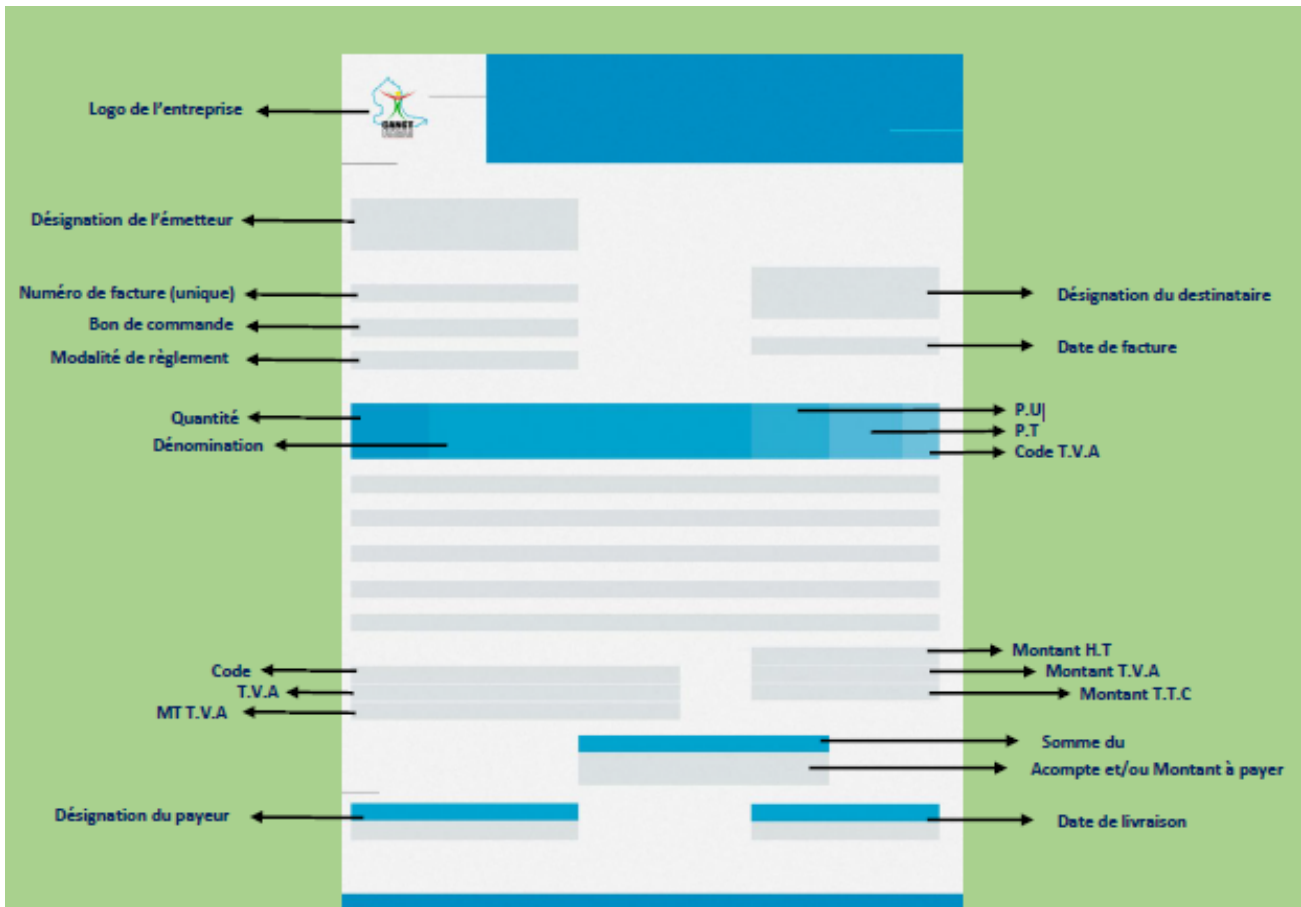 Logo de l'entreprise
GANET
Désignation de l'émetteur
Numéro de facture (unique)
Bon de commande
Modalité de règlement
Désignation du destinataire
Date de facture
Quantité
Dénomination
P.U|
P.T
Code T.V.A
Code
T.V.A
MT T.V.A
Montant H.T
Montant T.V.A
Montant T.T.C
Somme du
Acompte et/ou Montant à payer
Désignation du payeur
Date de livraison